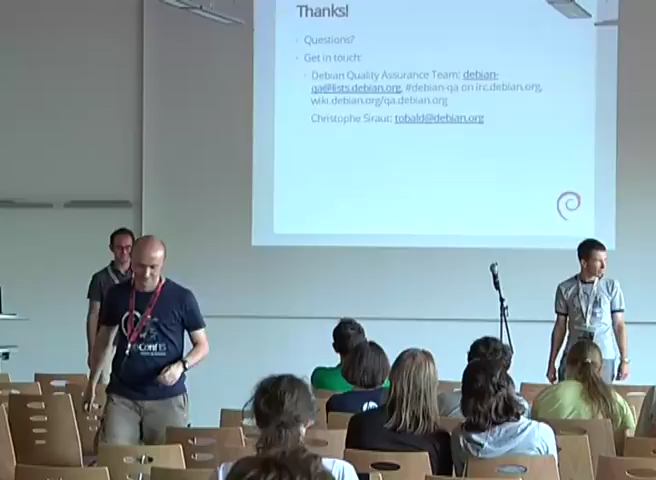 Thanks!
Questions?
Get in touch:
Debian Quality Assurance Team: debian-
qa@lists.debian.org, #debian-qa on irc.debian.org,
wiki.debian.org/qa.debian.org
Christophe Siraut: tobald@debian.org